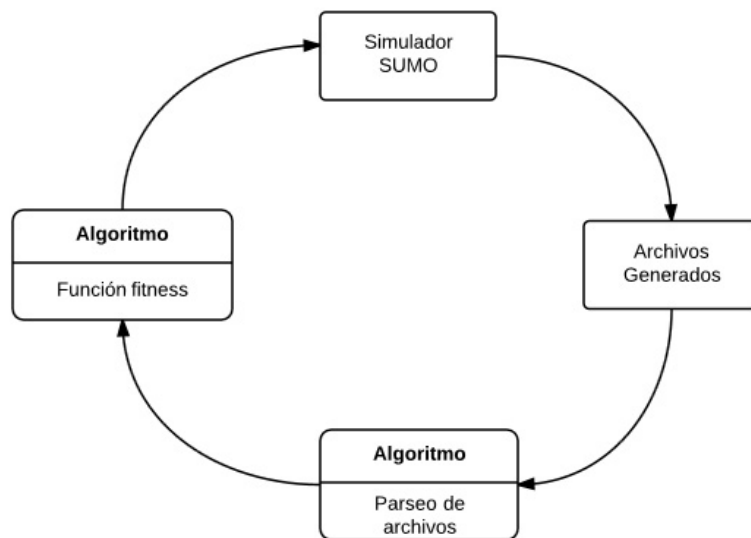 Simulador
SUMO
Algoritmo
Función fitness
Archivos
Generados
Algoritmo
Parseo de
archivos